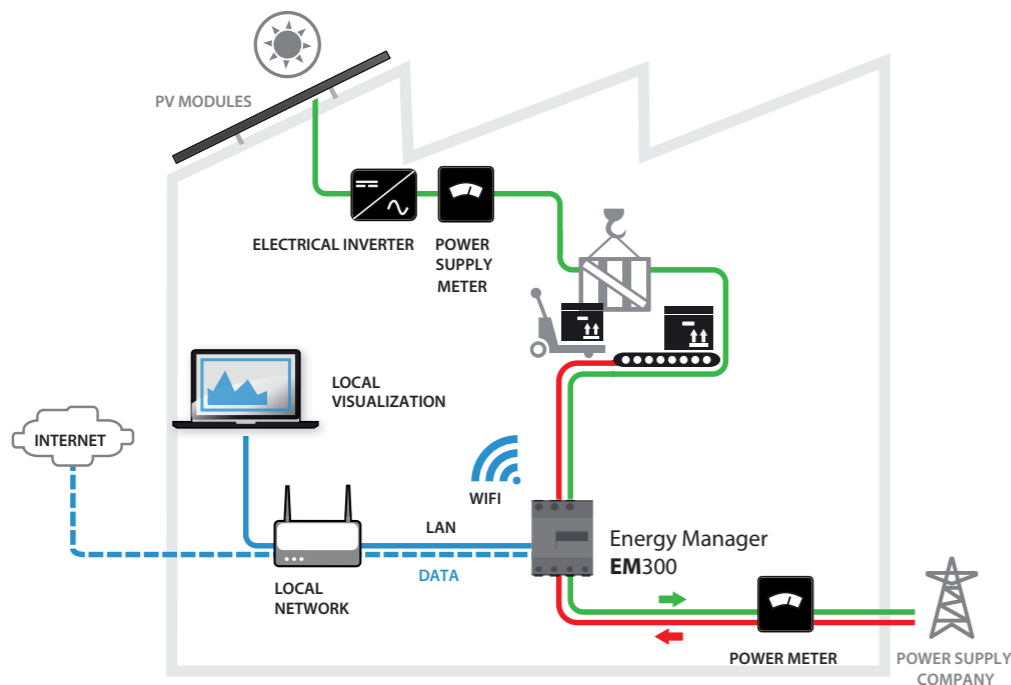 PV MODULES
ELECTRICAL INVERTER
POWER
SUPPLY
METER
LOCAL
VISUALIZATION
INTERNET
WIFI
LAN
DATA
LOCAL
NETWORK
Energy Manager
EM300
POWER METER
POWER SUPPLY
COMPANY